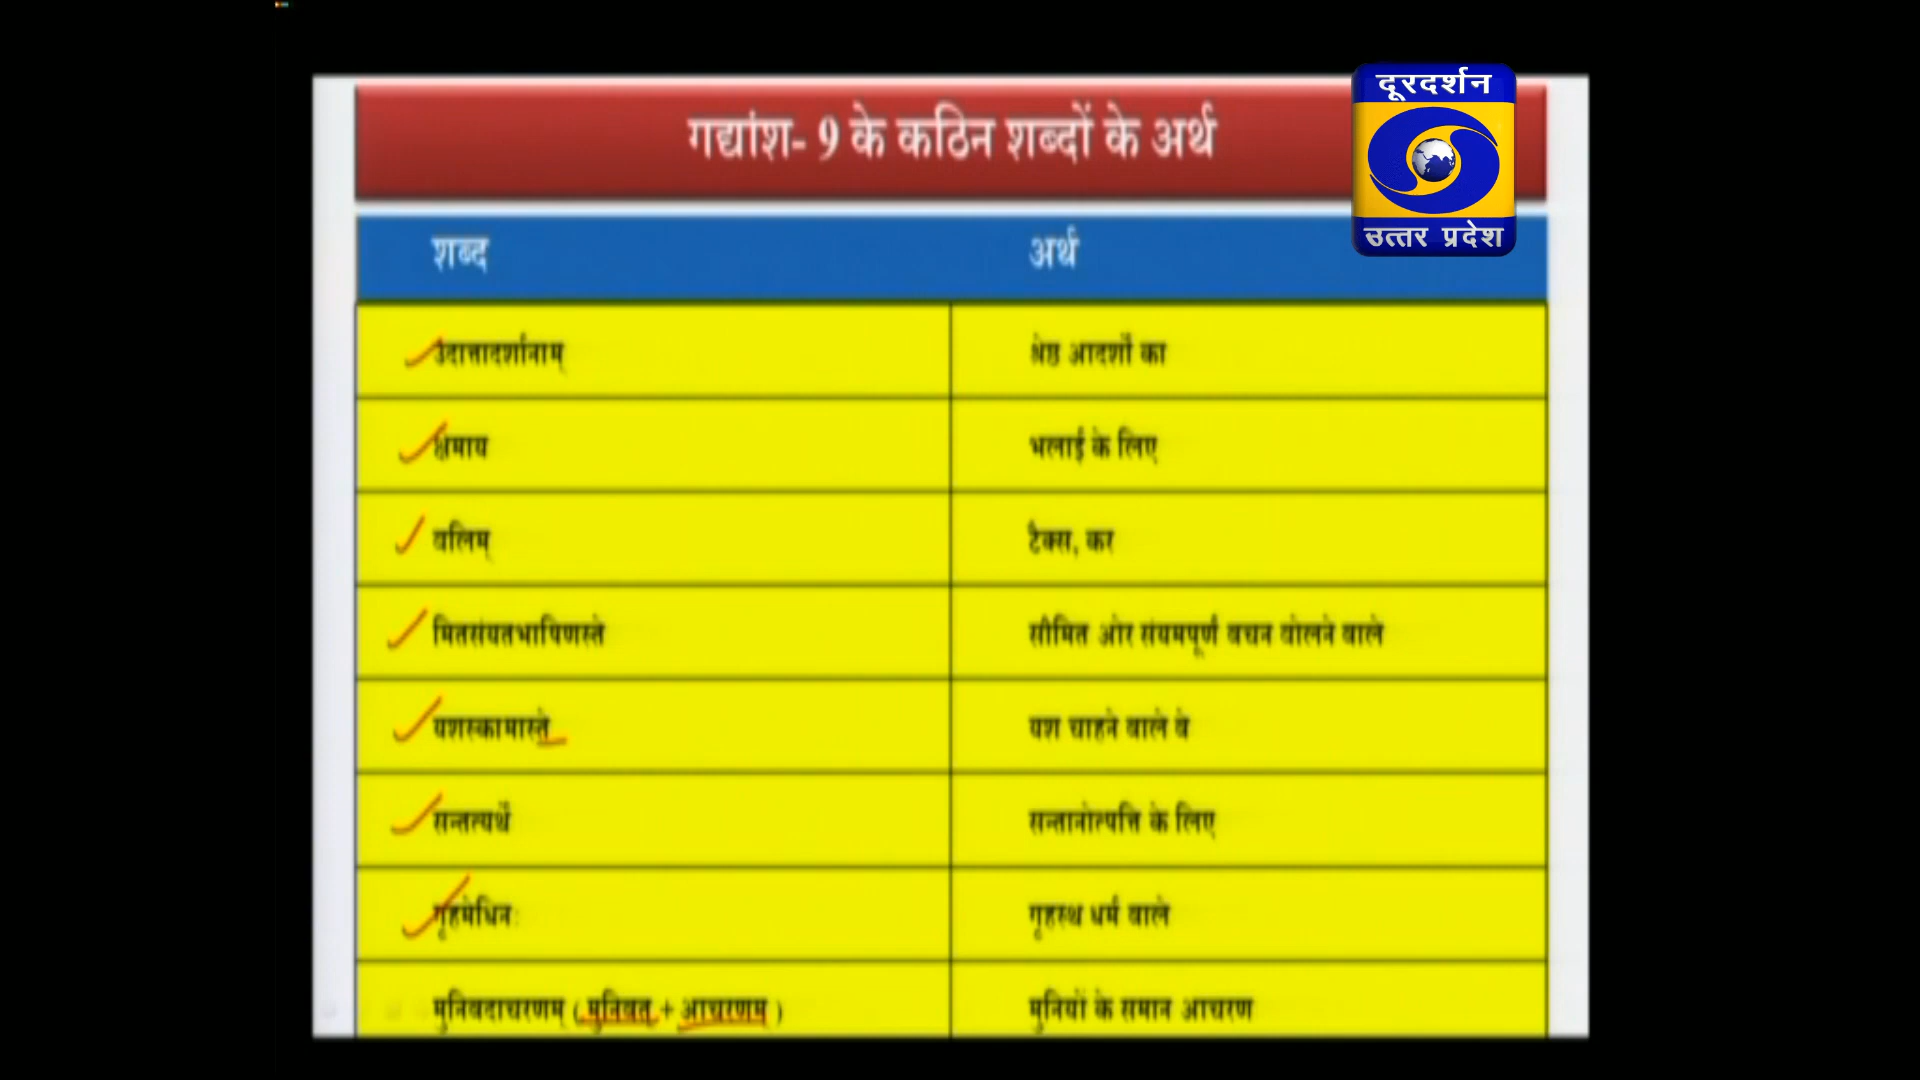 दूरदर्शन
उत्तर प्रदेश
गद्यांश- 9 के कठिन शब्दों के अर्थ
शब्द अर्थ
उदात्तादर्शानाम् श्रेष्ठ आदर्शों का
क्षेमाय भलाई के लिए
बलिम् टैक्स, कर
मितसंयतभाषिणस्ते सीमित और संयमपूर्ण वचन बोलने वाले
यशस्कामास्ते यश चाहने वाले वे
सन्तत्यर्थे सन्तानोत्पत्ति के लिए
गृहमेधिनः गृहस्थ धर्म वाले
मुनिवदाचरणम् ( मुनिवत् + आचरणम् ) मुनियों के समान आचरण